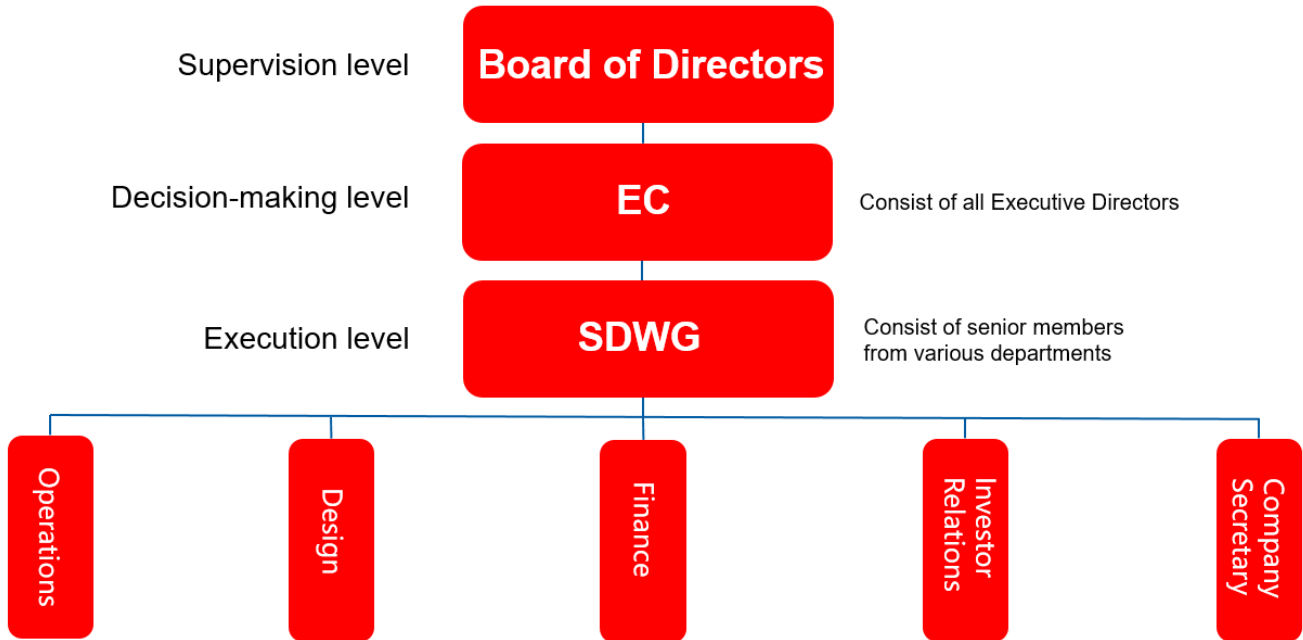 Supervision level
Board of Directors
Decision-making level
EC
Consist of all Executive Directors
Execution level
SDWG
Consist of senior members
from various departments
Operations
Design
Finance
Investor
Relations
Company
Secretary